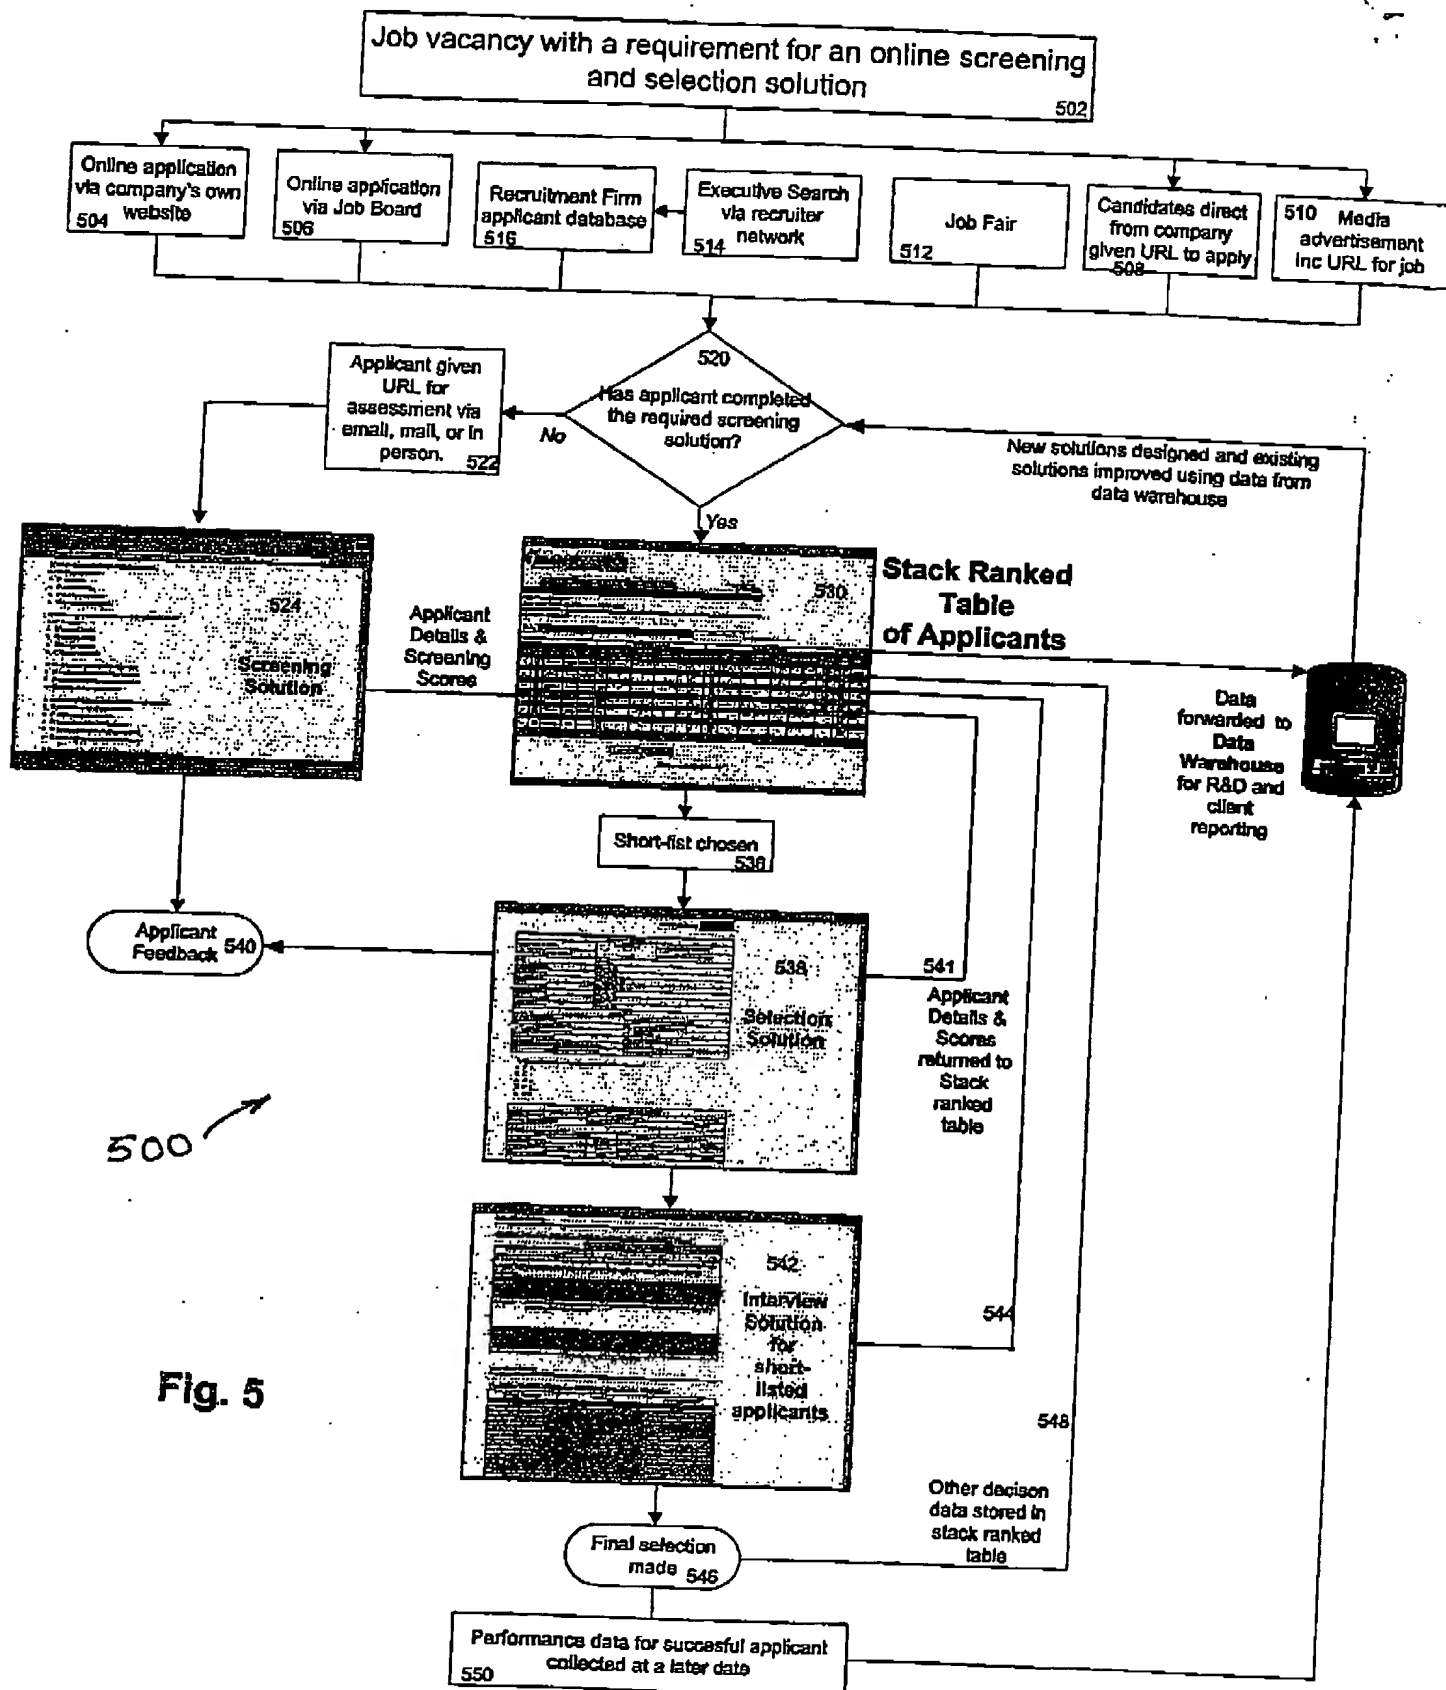 Job vacancy with a requirement for an online screening
and selection solution
502
Online application
via company's own
website
504
Online application
via Job Board
506
Recruitment Firm
applicant database
516
Executive Search
via recruiter
network
514
Job Fair
512
Candidates direct
from company
given URL to apply
508
510 Media
advertisement
inc URL for job
Applicant given
URL for
assessment via
email, mail, or in
person.
522
520
Has applicant completed
the required screening
solution?
No
Yes
New solutions designed and existing
solutions improved using data from
data warehouse
524
Screening
Solution
Applicant
Details &
Screening
Scores
530
Stack Ranked
Table
of Applicants
Data
forwarded to
Data
Warehouse
for R&D and
client
reporting
Short-list chosen
536
Applicant
Feedback 540
538
Selection
Solution
541
Applicant
Details &
Scores
returned to
Stack
ranked
table
500
542
Interview
Solution
for
short-
listed
applicants
544
Fig. 5
548
Other decison
data stored in
stack ranked
table
Final selection
made 546
Performance data for succesful applicant
collected at a later date
550